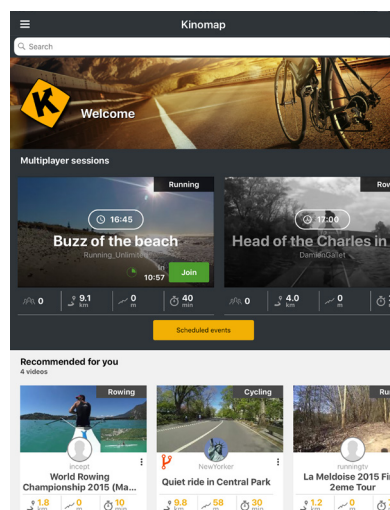 Kinomap
Search
Welcome
Multiplayer sessions
Running
16:45
Buzz of the beach
Running_Unlimited
in
10:57
Join
0
9.1
km
0
m
40
min
Row
17:00
Head of the Charles in
DamienGallet
0
4.0
km
0
m
Scheduled events
Recommended for you
4 videos
Rowing
incept
World Rowing
Championship 2015 (Ma...
1.8
km
0
m
10
min
Cycling
NewYorker
Quiet ride in Central Park
9.8
km
58
m
30
min
Ru
runningtv
La Meldoise 2015 Fi
2eme Tour
1.2
km
0
m